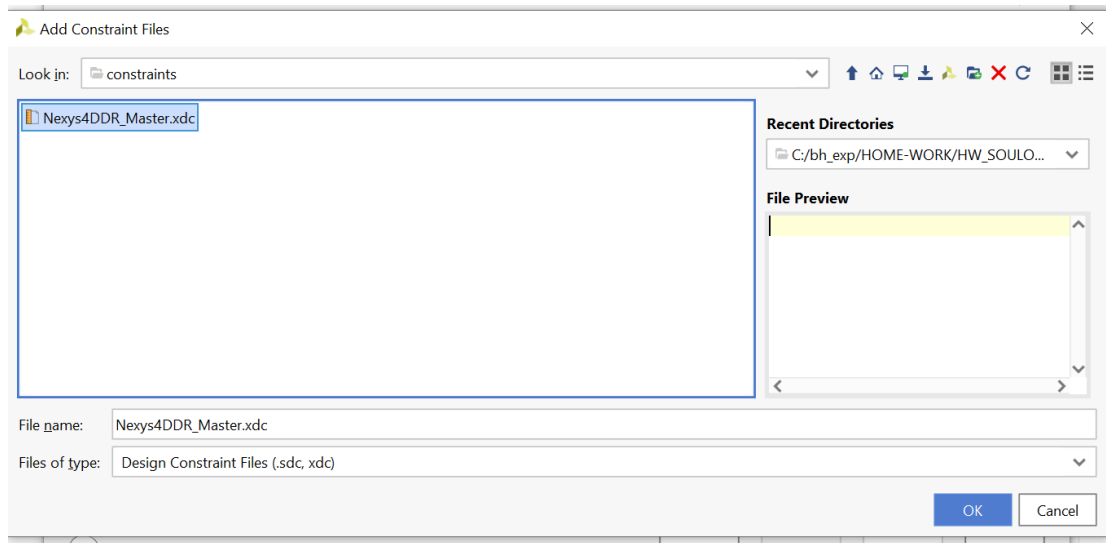 Add Constraint Files
Look in: constraints
Nexys4DDR_Master.xdc
Recent Directories
C:/bh_exp/HOME-WORK/HW_SOULO...
File Preview
File name: Nexys4DDR_Master.xdc
Files of type: Design Constraint Files (.sdc, xdc)
OK Cancel